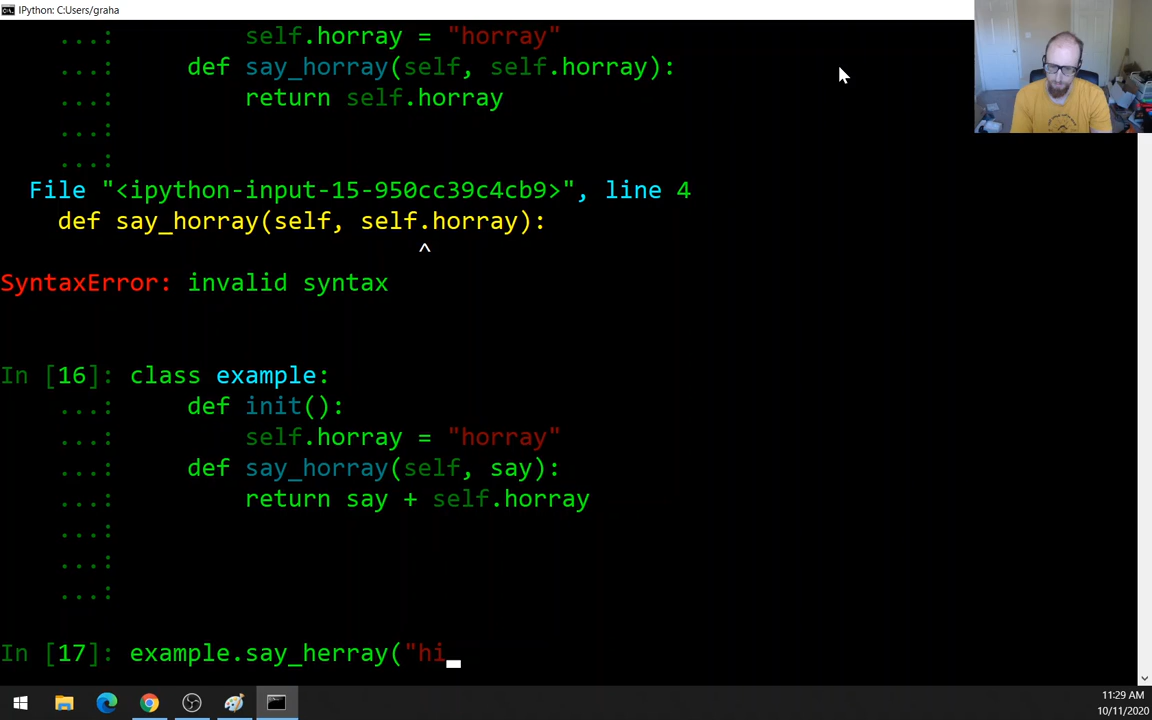 IPython: C:Users/graha
...: self.horray = "horray"
...: def say_horray(self, self.horray):
...: return self.horray
...:
...:
File "<ipython-input-15-950cc39c4cb9>", line 4
def say_horray(self, self.horray):
^
SyntaxError: invalid syntax
In [16]: class example:
...: def init():
...: self.horray = "horray"
...: def say_horray(self, say):
...: return say + self.horray
...:
...:
...:
In [17]: example.say_herray("hi_
11:29 AM
10/11/2020